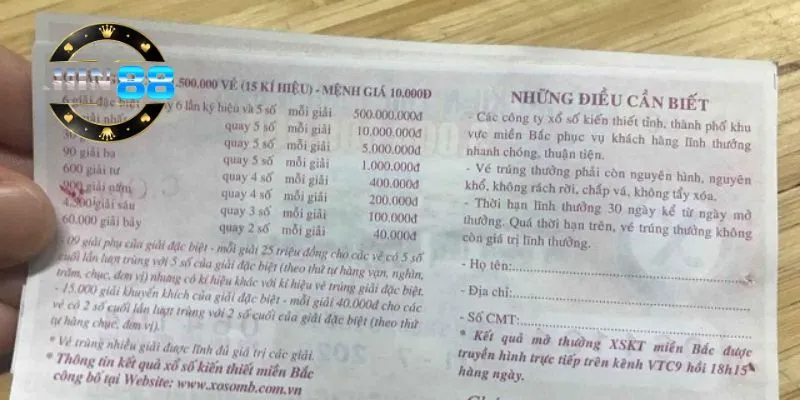 MIN88
.500.000 VÉ (15 KÍ HIỆU) - MỆNH GIÁ 10.000Đ
6 giải đặc biệt 6 lần ký hiệu và 5 số mỗi giải 500.000.000đ
giải nhất quay 5 số mỗi giải 10.000.000đ
quay 5 số mỗi giải 5.000.000đ
90 giải ba quay 5 số mỗi giải 1.000.000đ
600 giải tư quay 4 số mỗi giải 400.000đ
900 giải năm quay 4 số mỗi giải 200.000đ
4.500 giải sáu quay 3 số mỗi giải 100.000đ
60.000 giải bảy quay 2 số mỗi giải 40.000đ
- 09 giải phụ của giải đặc biệt - mỗi giải 25 triệu đồng cho các vé có 5 số
cuối lần lượt trùng với 5 số của giải đặc biệt (theo thứ tự hàng vạn, nghìn,
trăm, chục, đơn vị) nhưng có kí hiệu khác với kí hiệu vé trúng giải đặc biệt.
- 15.000 giải khuyến khích của giải đặc biệt - mỗi giải 40.000đ cho các
vé có 2 số cuối lần lượt trùng với 2 số cuối của giải đặc biệt (theo thứ
tự hàng chục, đơn vị).
* Vé trúng nhiều giải được lĩnh đủ giá trị các giải.
* Thông tin kết quả xổ số kiến thiết miền Bắc
công bố tại Website: www.xosomb.com.vn
NHỮNG ĐIỀU CẦN BIẾT
- Các công ty xổ số kiến thiết tỉnh, thành phố khu
vực miền Bắc phục vụ khách hàng lĩnh thưởng
nhanh chóng, thuận tiện.
- Vé trúng thưởng phải còn nguyên hình, nguyên
khổ, không rách rời, chắp vá, không tẩy xóa.
- Thời hạn lĩnh thưởng 30 ngày kể từ ngày mở
thưởng. Quá thời hạn trên, vé trúng thưởng không
còn giá trị lĩnh thưởng.
- Họ tên:
- Địa chỉ:
- Số CMT:
* Kết quả mở thưởng XSKT miền Bắc được
truyền hình trực tiếp trên kênh VTC9 hồi 18h15
hàng ngày.